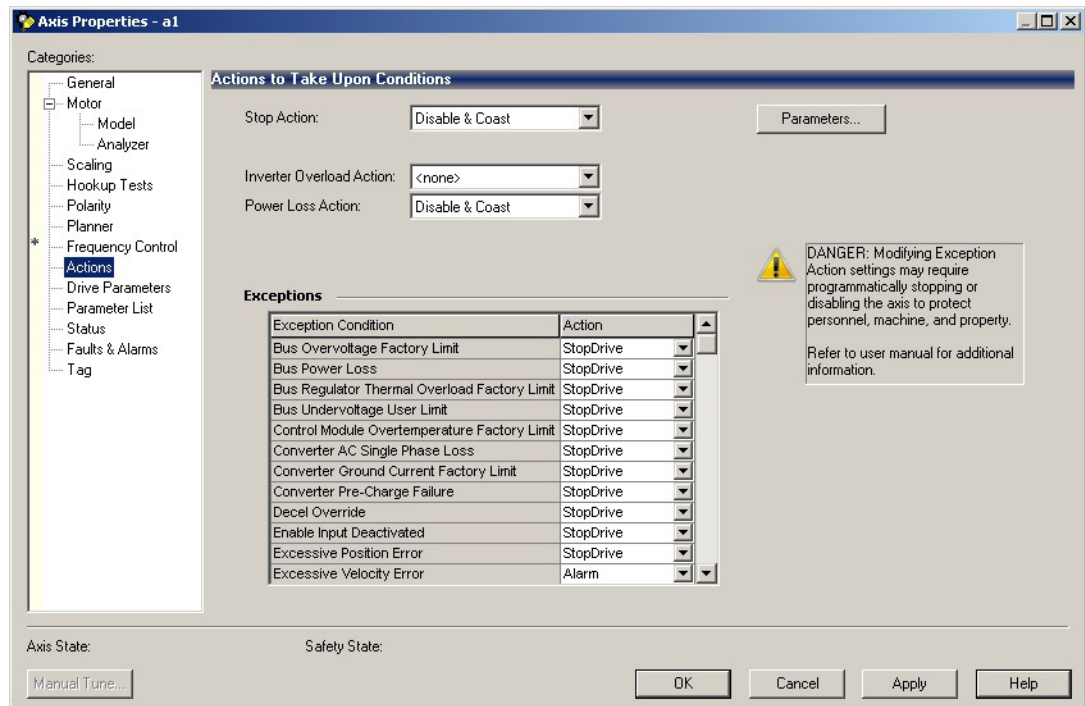 Axis Properties - a1
Categories:
General
Motor
Model
Analyzer
Scaling
Hookup Tests
Polarity
Planner
* Frequency Control
Actions
Drive Parameters
Parameter List
Status
Faults & Alarms
Tag
Actions to Take Upon Conditions
Stop Action: Disable & Coast Parameters...
Inverter Overload Action: <none>
Power Loss Action: Disable & Coast
DANGER: Modifying Exception
Action settings may require
programmatically stopping or
disabling the axis to protect
personnel, machine, and property.
Refer to user manual for additional
information.
Exceptions
Exception Condition Action
Bus Overvoltage Factory Limit StopDrive
Bus Power Loss StopDrive
Bus Regulator Thermal Overload Factory Limit StopDrive
Bus Undervoltage User Limit StopDrive
Control Module Overtemperature Factory Limit StopDrive
Converter AC Single Phase Loss StopDrive
Converter Ground Current Factory Limit StopDrive
Converter Pre-Charge Failure StopDrive
Decel Override StopDrive
Enable Input Deactivated StopDrive
Excessive Position Error StopDrive
Excessive Velocity Error Alarm
Axis State: Safety State:
Manual Tune... OK Cancel Apply Help